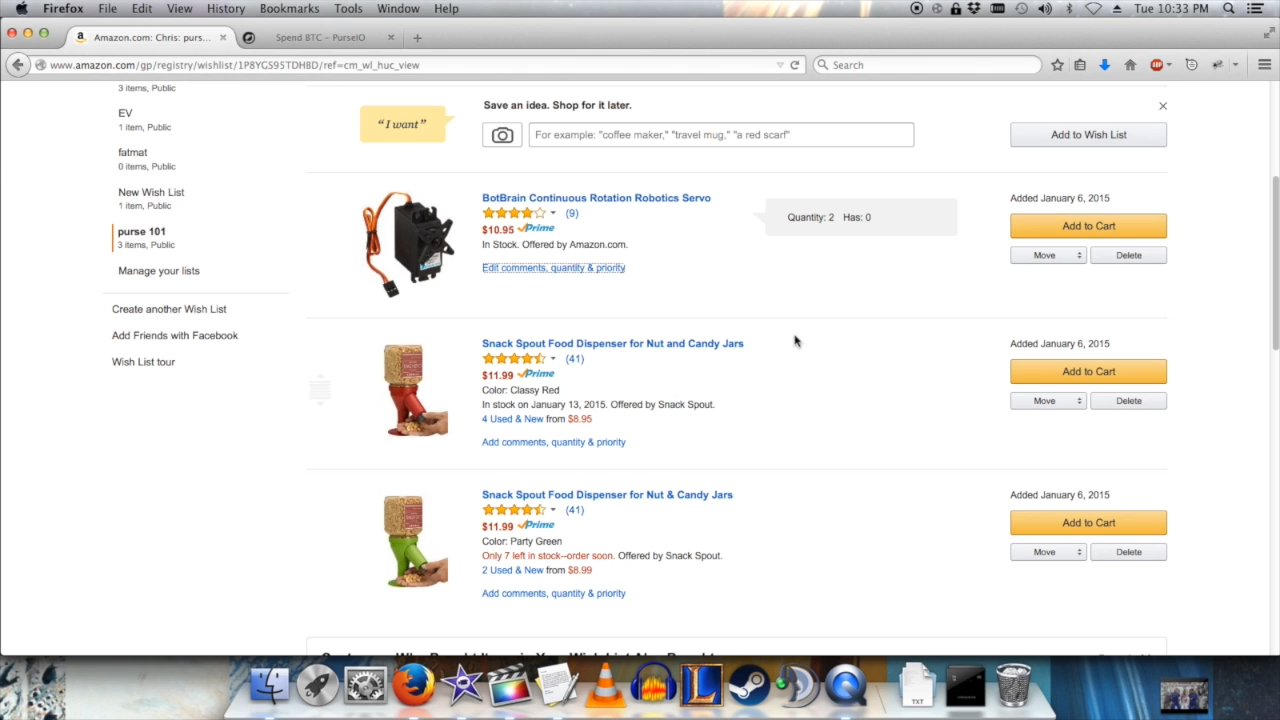 Firefox File Edit View History Bookmarks Tools Window Help Tue 10:33 PM
Amazon.com: Chris: purs... Spend BTC – PurseIO
www.amazon.com/gp/registry/wishlist/1P8YGS95TDHBD/ref=cm_wl_huc_view Search
3 items, Public
EV
1 item, Public
fatmat
0 items, Public
New Wish List
1 item, Public
purse 101
3 items, Public
Manage your lists
Create another Wish List
Add Friends with Facebook
Wish List tour
"I want"
Save an idea. Shop for it later.
For example: "coffee maker," "travel mug," "a red scarf"
Add to Wish List
BotBrain Continuous Rotation Robotics Servo
(9)
$10.95 Prime
In Stock. Offered by Amazon.com.
Edit comments, quantity & priority
Quantity: 2 Has: 0
Added January 6, 2015
Add to Cart
Move Delete
Snack Spout Food Dispenser for Nut and Candy Jars
(41)
$11.99 Prime
Color: Classy Red
In stock on January 13, 2015. Offered by Snack Spout.
4 Used & New from $8.95
Add comments, quantity & priority
Added January 6, 2015
Add to Cart
Move Delete
Snack Spout Food Dispenser for Nut & Candy Jars
(41)
$11.99 Prime
Color: Party Green
Only 7 left in stock--order soon. Offered by Snack Spout.
2 Used & New from $8.99
Add comments, quantity & priority
Added January 6, 2015
Add to Cart
Move Delete
TXT